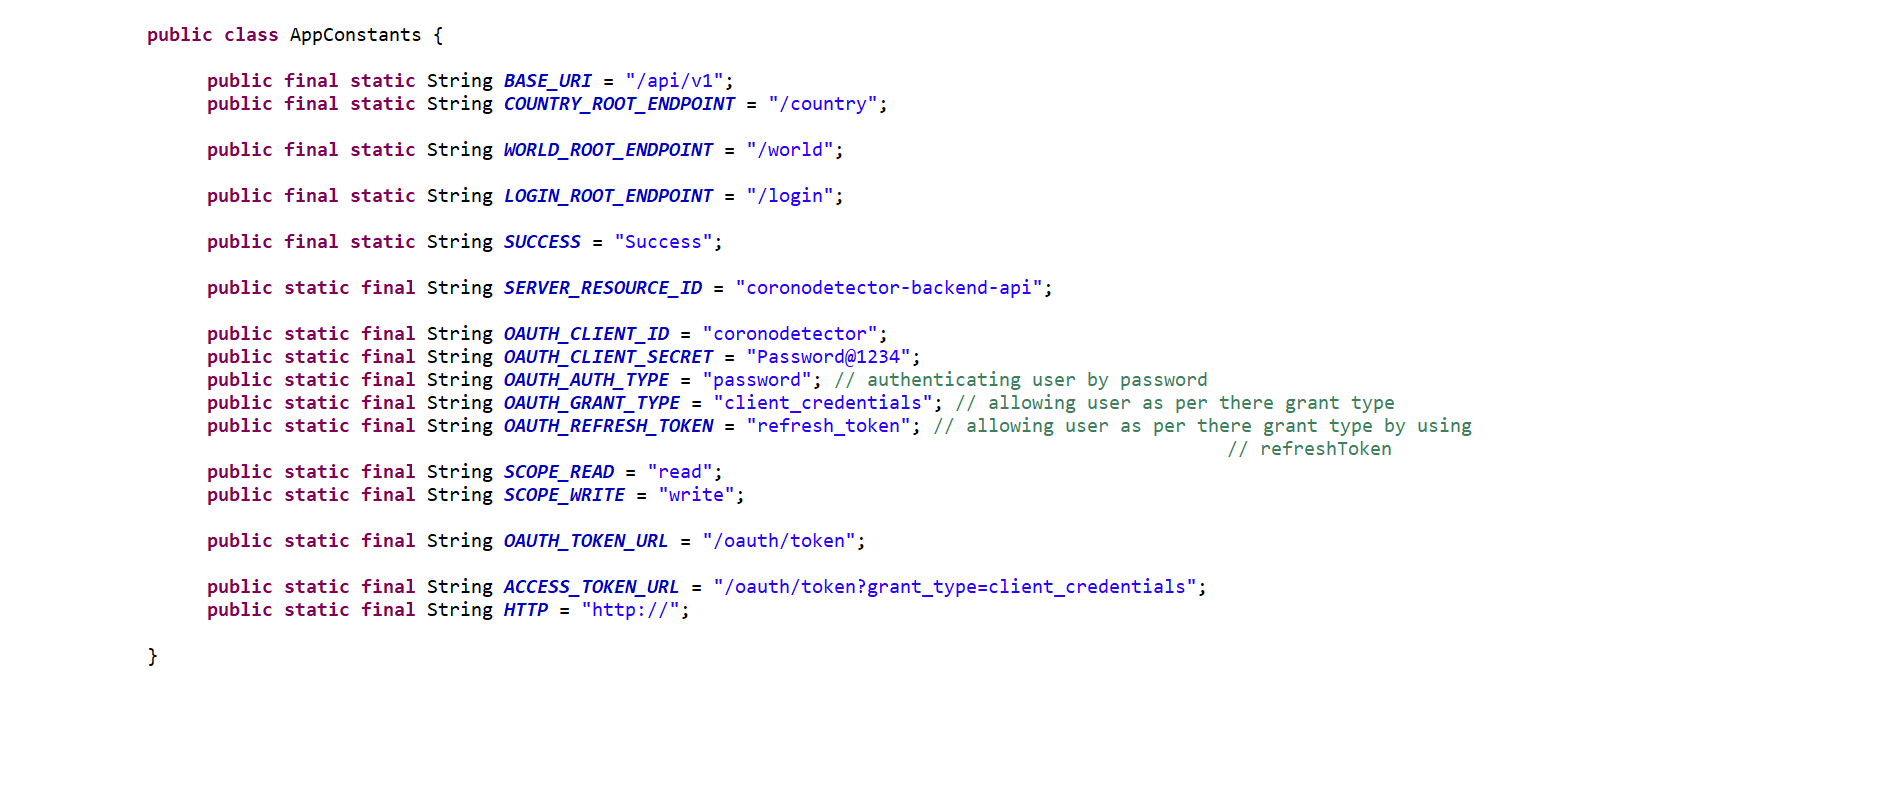 public class AppConstants {
public final static String BASE_URI = "/api/v1";
public final static String COUNTRY_ROOT_ENDPOINT = "/country";
public final static String WORLD_ROOT_ENDPOINT = "/world";
public final static String LOGIN_ROOT_ENDPOINT = "/login";
public final static String SUCCESS = "Success";
public static final String SERVER_RESOURCE_ID = "coronodetector-backend-api";
public static final String OAUTH_CLIENT_ID = "coronodetector";
public static final String OAUTH_CLIENT_SECRET = "Password@1234";
public static final String OAUTH_AUTH_TYPE = "password"; // authenticating user by password
public static final String OAUTH_GRANT_TYPE = "client_credentials"; // allowing user as per there grant type
public static final String OAUTH_REFRESH_TOKEN = "refresh_token"; // allowing user as per there grant type by using
// refreshToken
public static final String SCOPE_READ = "read";
public static final String SCOPE_WRITE = "write";
public static final String OAUTH_TOKEN_URL = "/oauth/token";
public static final String ACCESS_TOKEN_URL = "/oauth/token?grant_type=client_credentials";
public static final String HTTP = "http://";
}